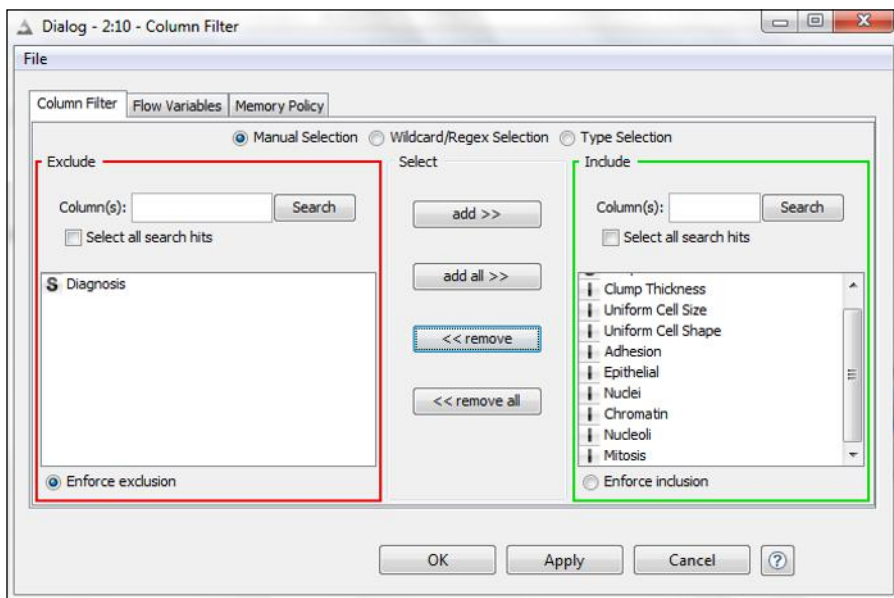 Dialog - 2:10 - Column Filter
File
Column Filter Flow Variables Memory Policy
Manual Selection Wildcard/Regex Selection Type Selection
Exclude
Column(s): Search
Select all search hits
S Diagnosis
Enforce exclusion
Select
add >>
add all >>
<< remove
<< remove all
Include
Column(s): Search
Select all search hits
I Clump Thickness
I Uniform Cell Size
I Uniform Cell Shape
I Adhesion
I Epithelial
I Nuclei
I Chromatin
I Nucleoli
I Mitosis
Enforce inclusion
OK Apply Cancel ?